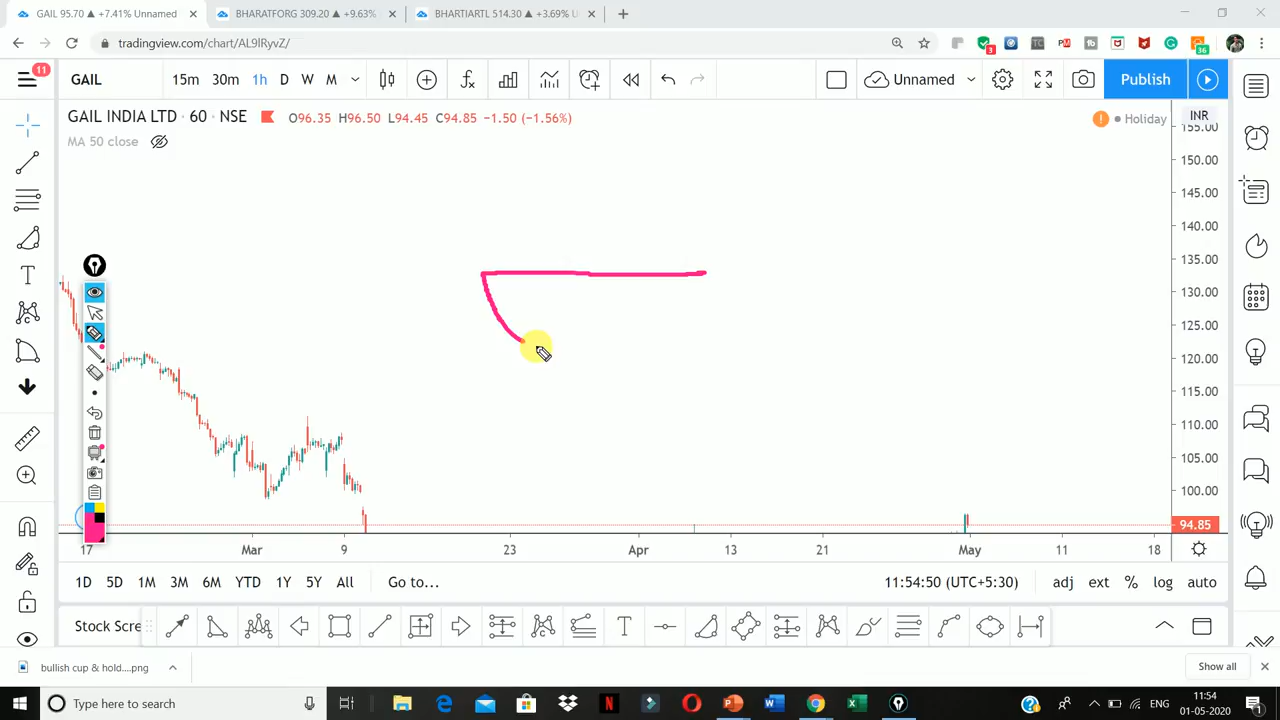 GAIL 95.70 ▲ +7.41% Unnamed
BHARATFORG 309.20 ▲ +9.63%
BHARTIARTL 514.30 ▲ +3.69% U
tradingview.com/chart/AL9lRyvZ/
3
TC
PM
tb
36
11
GAIL
15m 30m 1h D W M
Unnamed
Publish
GAIL INDIA LTD • 60 • NSE
O96.35 H96.50 L94.45 C94.85 −1.50 (−1.56%)
Holiday
INR
MA 50 close
155.00
150.00
145.00
140.00
135.00
130.00
125.00
120.00
115.00
110.00
105.00
100.00
94.85
17 Mar 9 23 Apr 13 21 May 11 18
1D 5D 1M 3M 6M YTD 1Y 5Y All Go to...
11:54:50 (UTC+5:30) adj ext % log auto
Stock Scre
bullish cup & hold....png
Show all
Type here to search
ENG
11:54
01-05-2020